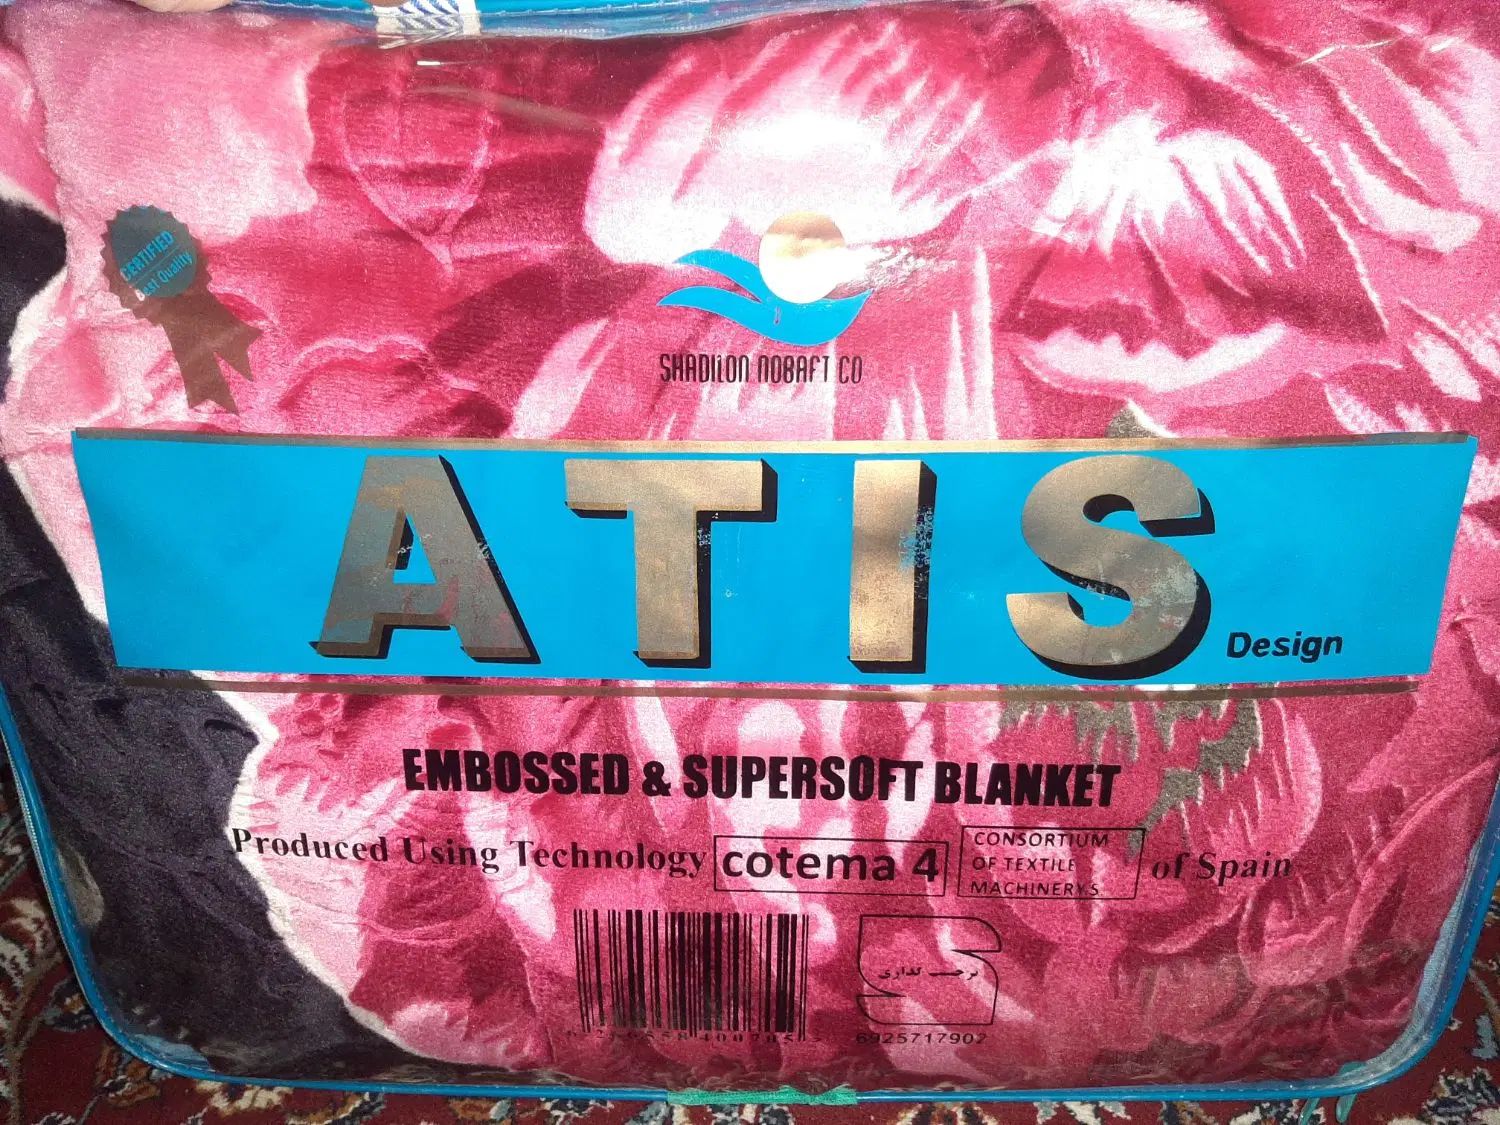 CERTIFIED
Best Quality
SHADiLON NOBAFT CO
ATIS
Design
EMBOSSED & SUPERSOFT BLANKET
Produced Using Technology cotema 4 CONSORTIUM OF TEXTILE MACHINERY.S of Spain
برچسب گذاری
6925717902